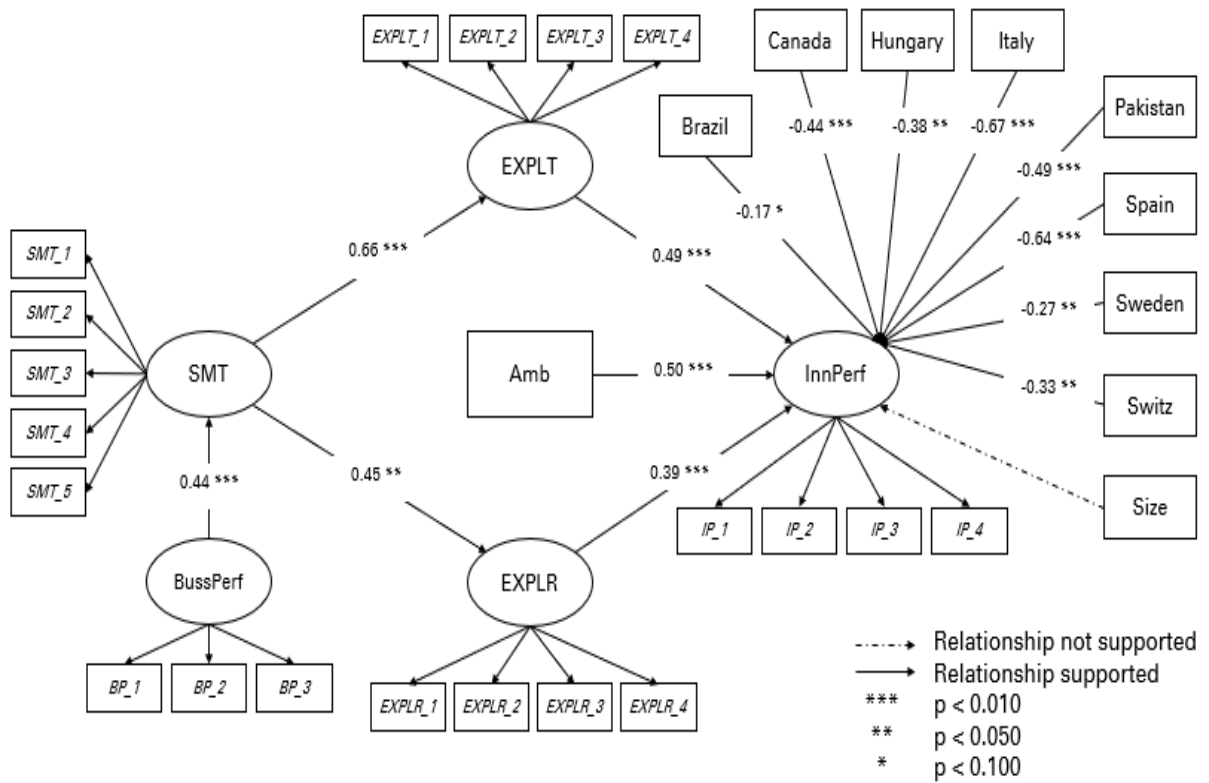 EXPLT_1
EXPLT_2
EXPLT_3
EXPLT_4
Canada
Hungary
Italy
Brazil
Pakistan
-0.44 ***
-0.38 **
-0.67 ***
EXPLT
-0.49 ***
Spain
-0.17 *
SMT_1
0.66 ***
0.49 ***
-0.64 ***
SMT_2
-0.27 **
Sweden
SMT_3
SMT
Amb
0.50 ***
InnPerf
-0.33 **
Switz
SMT_4
SMT_5
0.44 ***
0.45 **
0.39 ***
Size
IP_1
IP_2
IP_3
IP_4
BussPerf
EXPLR
BP_1
BP_2
BP_3
EXPLR_1
EXPLR_2
EXPLR_3
EXPLR_4
Relationship not supported
Relationship supported
*** p < 0.010
** p < 0.050
* p < 0.100